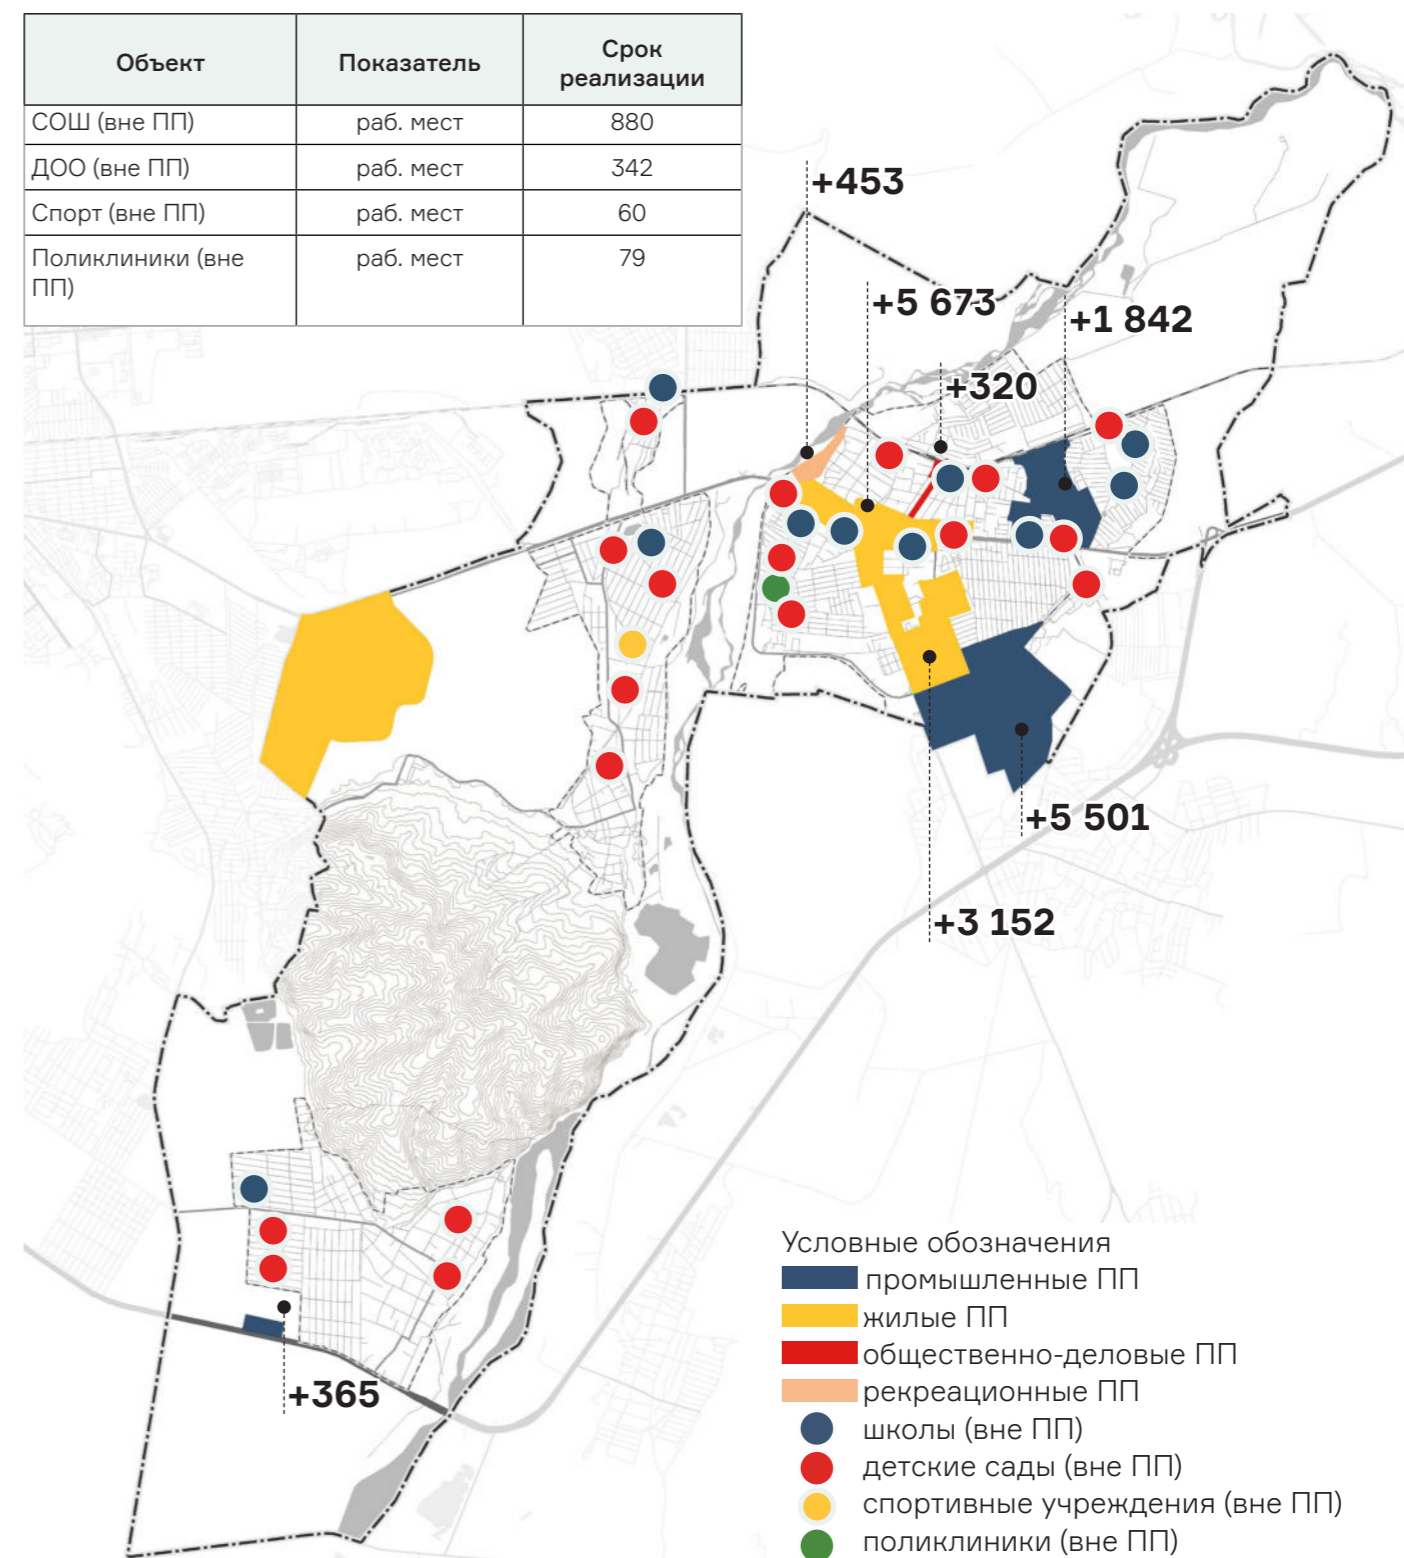 Объект Показатель Срок
реализации
СОШ (вне ПП) раб. мест 880
ДОО (вне ПП) раб. мест 342
Спорт (вне ПП) раб. мест 60
Поликлиники (вне
ПП) раб. мест 79
+453
+5 673
+1 842
+320
+5 501
+3 152
+365
Условные обозначения
промышленные ПП
жилые ПП
общественно-деловые ПП
рекреационные ПП
школы (вне ПП)
детские сады (вне ПП)
спортивные учреждения (вне ПП)
поликлиники (вне ПП)